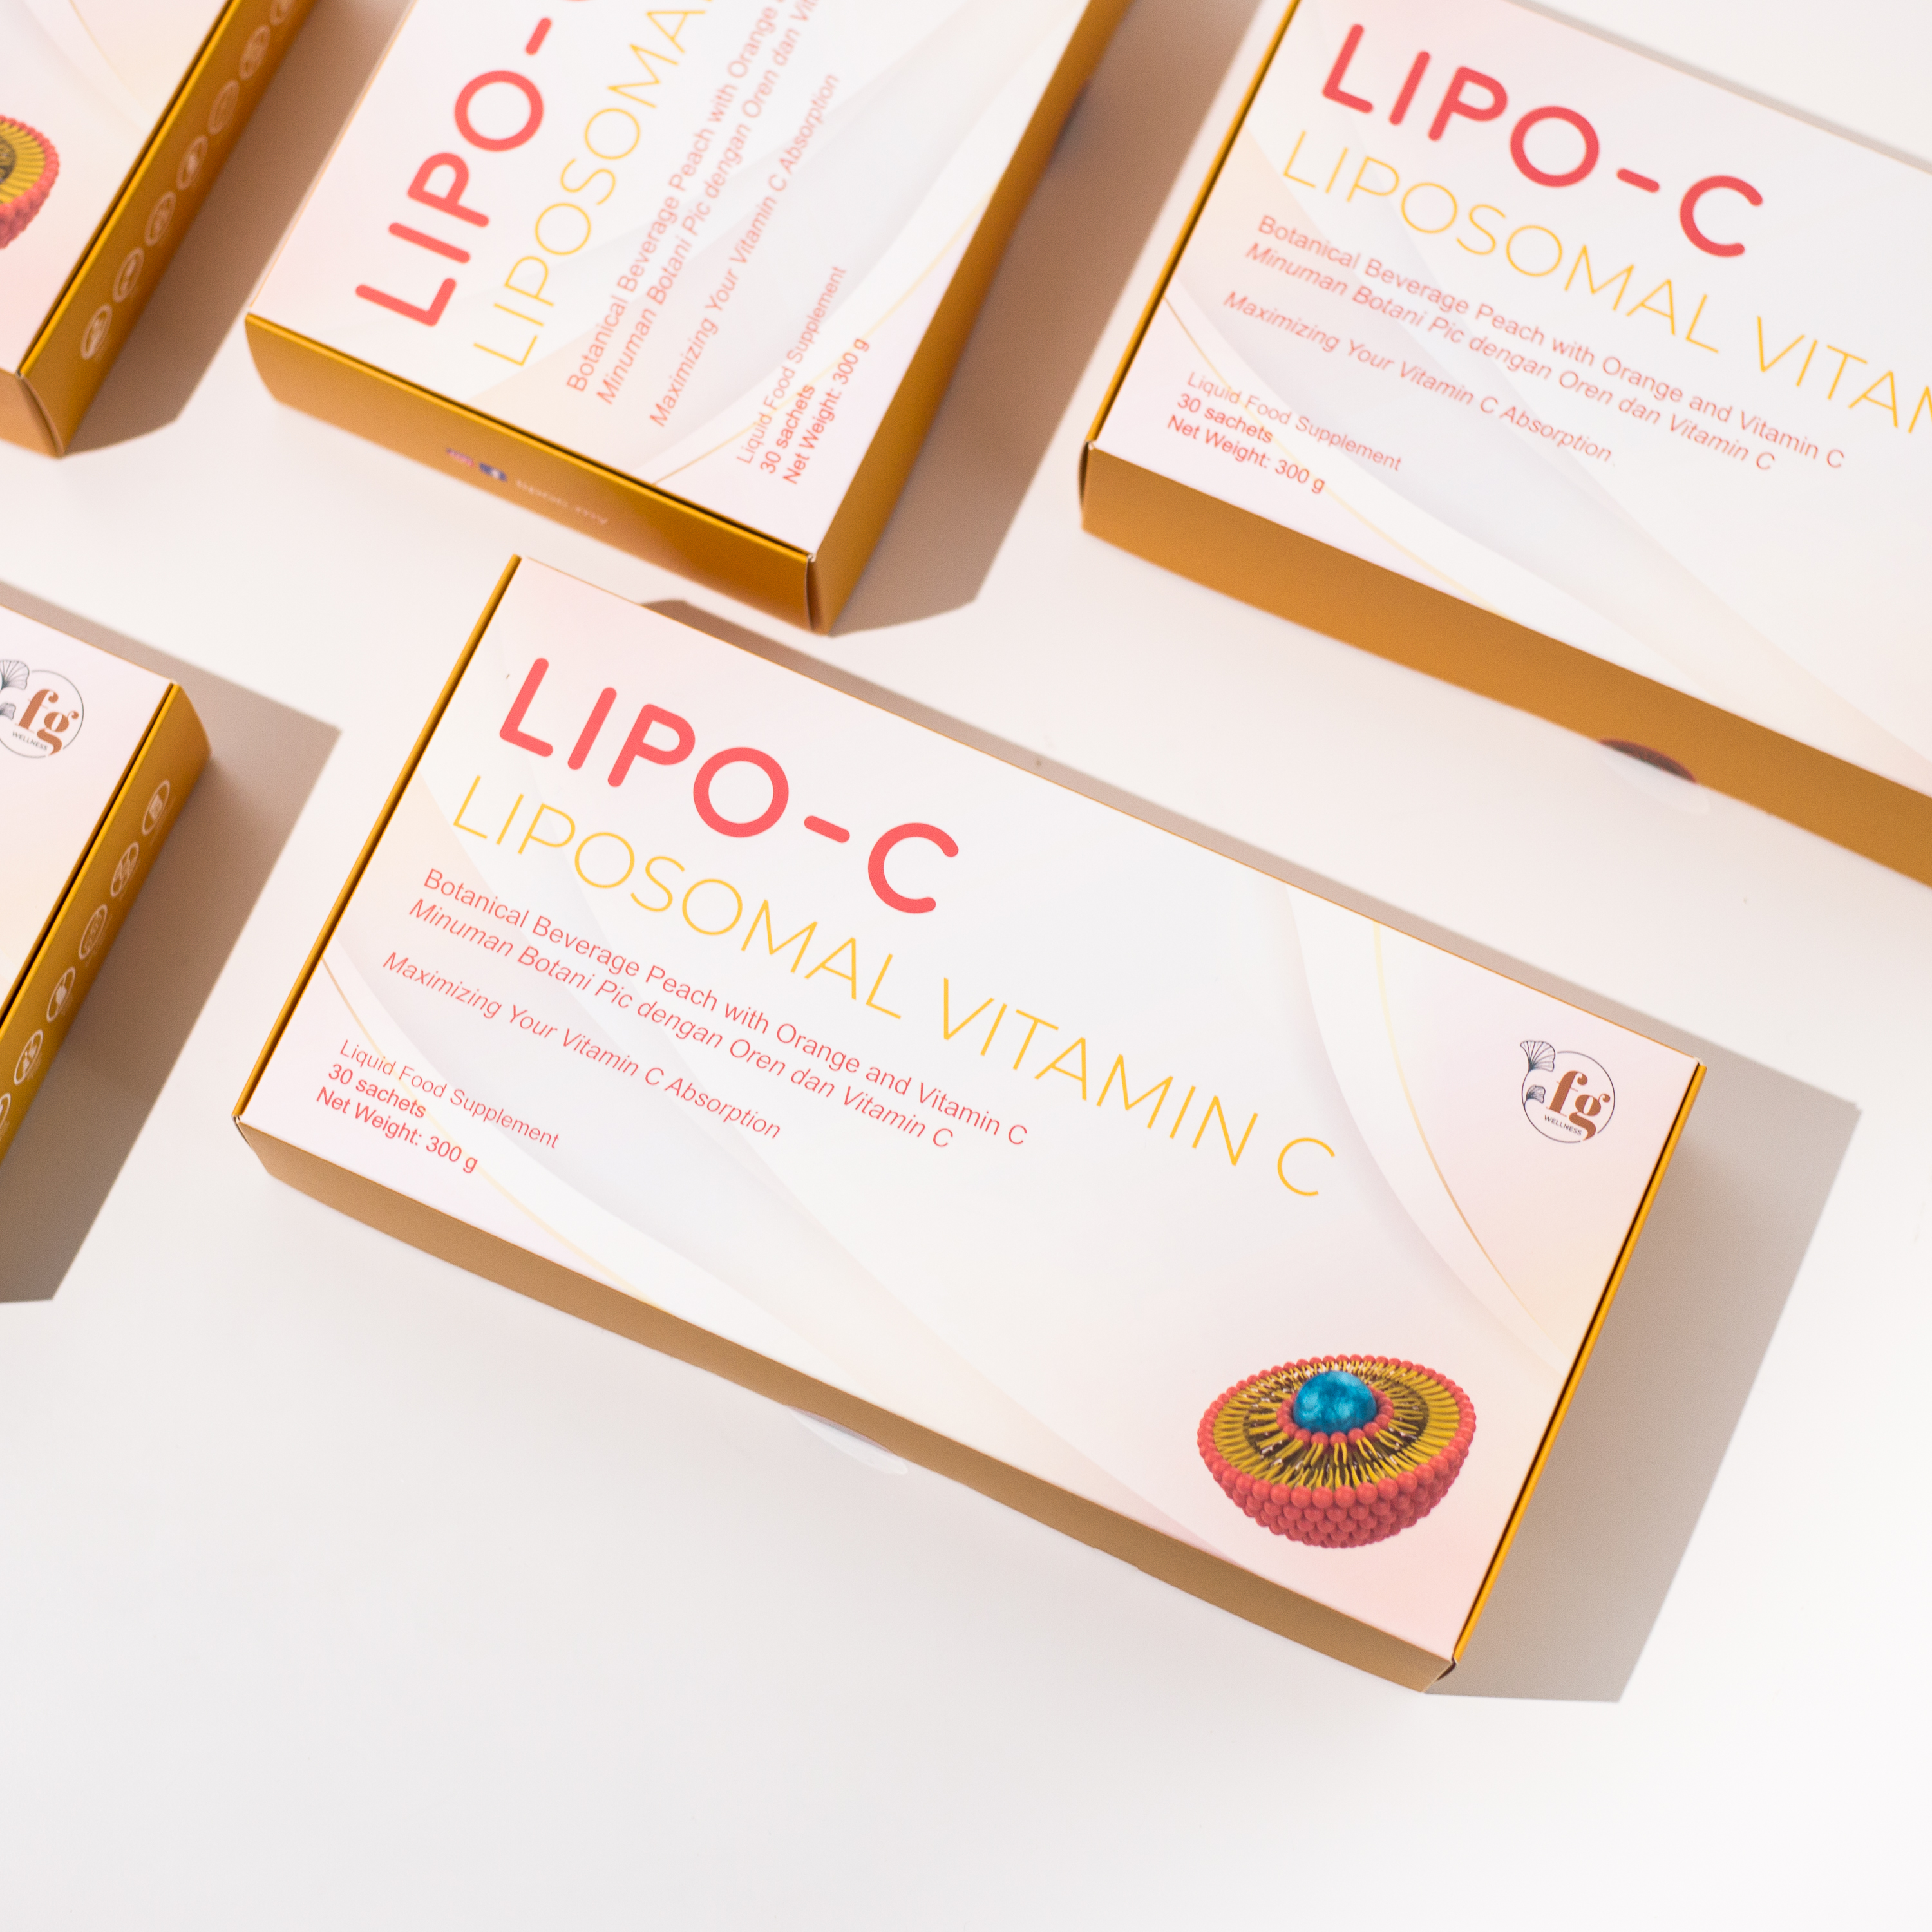 LIPO-C
LIPOSOMA
Botanical Beverage Peach with Orange
Minuman Botani Pic dengan Oren dan
Maximizing Your Vitamin C Absorption
Liquid Food Supplement
30 sachets
Net Weight: 300 g
LIPO-C
LIPOSOMAL VITAM
Botanical Beverage Peach with Orange and Vitamin C
Minuman Botani Pic dengan Oren dan Vitamin C
Maximizing Your Vitamin C Absorption
Liquid Food Supplement
30 sachets
Net Weight: 300 g
fg
WELLNESS
LIPO-C
LIPOSOMAL VITAMIN C
Botanical Beverage Peach with Orange and Vitamin C
Minuman Botani Pic dengan Oren dan Vitamin C
Maximizing Your Vitamin C Absorption
Liquid Food Supplement
30 sachets
Net Weight: 300 g
fg
WELLNESS